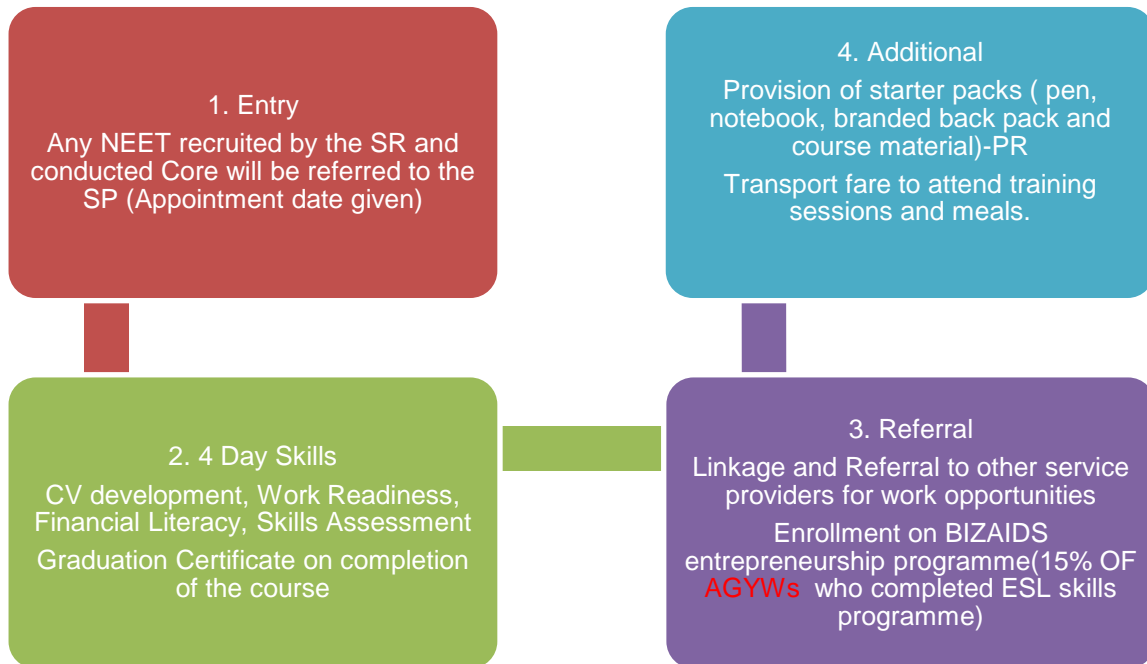 1. Entry
Any NEET recruited by the SR and
conducted Core will be referred to the
SP (Appointment date given)
2. 4 Day Skills
CV development, Work Readiness,
Financial Literacy, Skills Assessment
Graduation Certificate on completion
of the course
3. Referral
Linkage and Referral to other service
providers for work opportunities
Enrollment on BIZAIDS
entrepreneurship programme(15% OF
AGYWs who completed ESL skills
programme)
4. Additional
Provision of starter packs ( pen,
notebook, branded back pack and
course material)-PR
Transport fare to attend training
sessions and meals.